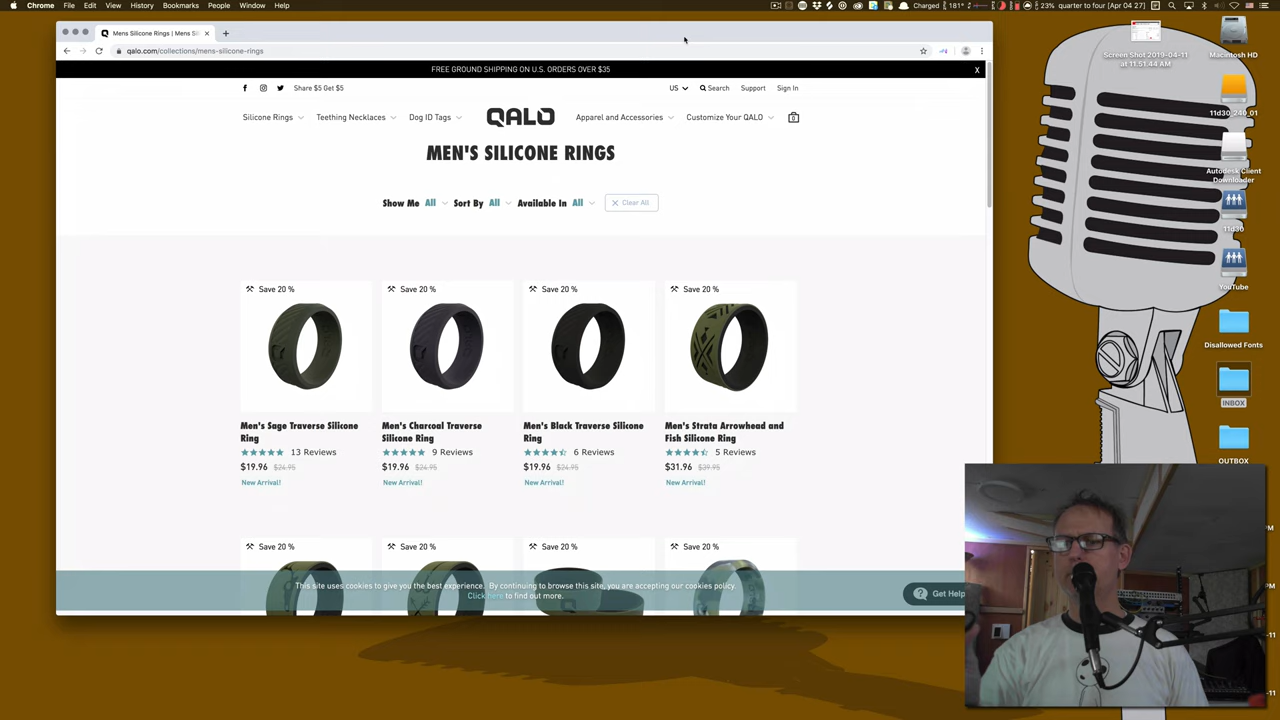 Chrome File Edit View History Bookmarks People Window Help
Charged 181° 23% quarter to four [Apr 04 27]
Mens Silicone Rings | Mens Sil
qalo.com/collections/mens-silicone-rings
FREE GROUND SHIPPING ON U.S. ORDERS OVER $35 X
Share $5 Get $5 US Search Support Sign In
Silicone Rings Teething Necklaces Dog ID Tags QALO Apparel and Accessories Customize Your QALO 0
MEN'S SILICONE RINGS
Show Me All Sort By All Available In All Clear All
Save 20 % Save 20 % Save 20 % Save 20 %
Men's Sage Traverse Silicone
Ring
13 Reviews
$19.96 $24.95
New Arrival!
Men's Charcoal Traverse
Silicone Ring
9 Reviews
$19.96 $24.95
New Arrival!
Men's Black Traverse Silicone
Ring
6 Reviews
$19.96 $24.95
New Arrival!
Men's Strata Arrowhead and
Fish Silicone Ring
5 Reviews
$31.96 $39.95
New Arrival!
Save 20 % Save 20 % Save 20 % Save 20 %
This site uses cookies to give you the best experience. By continuing to browse this site, you are accepting our cookies policy.
Click here to find out more.
Get Help
Screen Shot 2019-04-11
at 11.51.44 AM
Macintosh HD
11d30_240_01
Autodesk Client
Downloader
11d30
YouTube
Disallowed Fonts
INBOX
OUTBOX